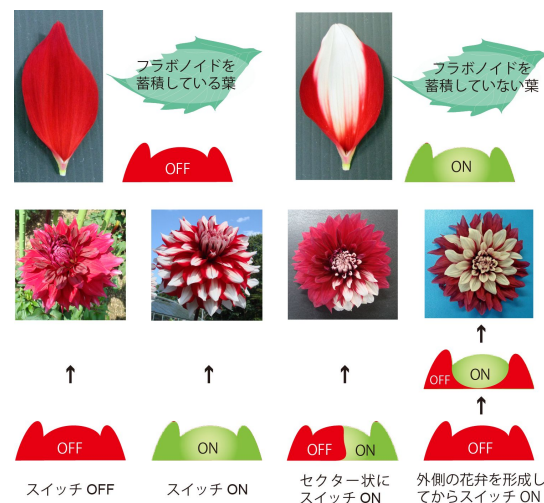 フラボノイドを
蓄積している葉
フラボノイドを
蓄積していない葉
OFF
ON
OFF
ON
OFF
ON
OFF
ON
OFF
スイッチ OFF
スイッチ ON
セクター状に
スイッチ ON
外側の花弁を形成し
てからスイッチ ON